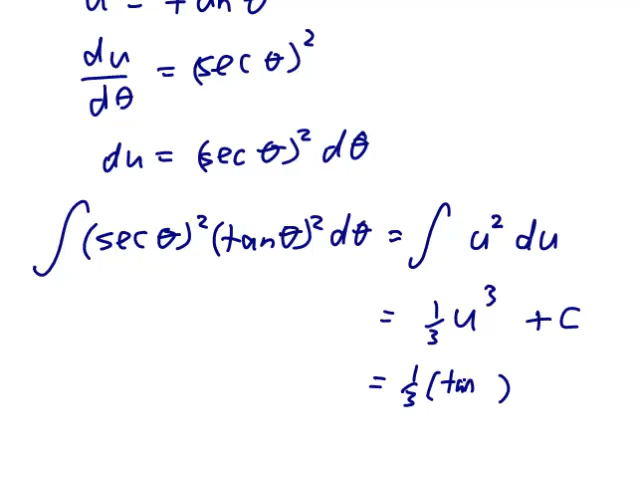 u = tan θ
du/dθ = (sec θ)²
du = (sec θ)² dθ
∫ (sec θ)² (tan θ)² dθ = ∫ u² du
= 1/3 u³ + C
= 1/3 (tan )